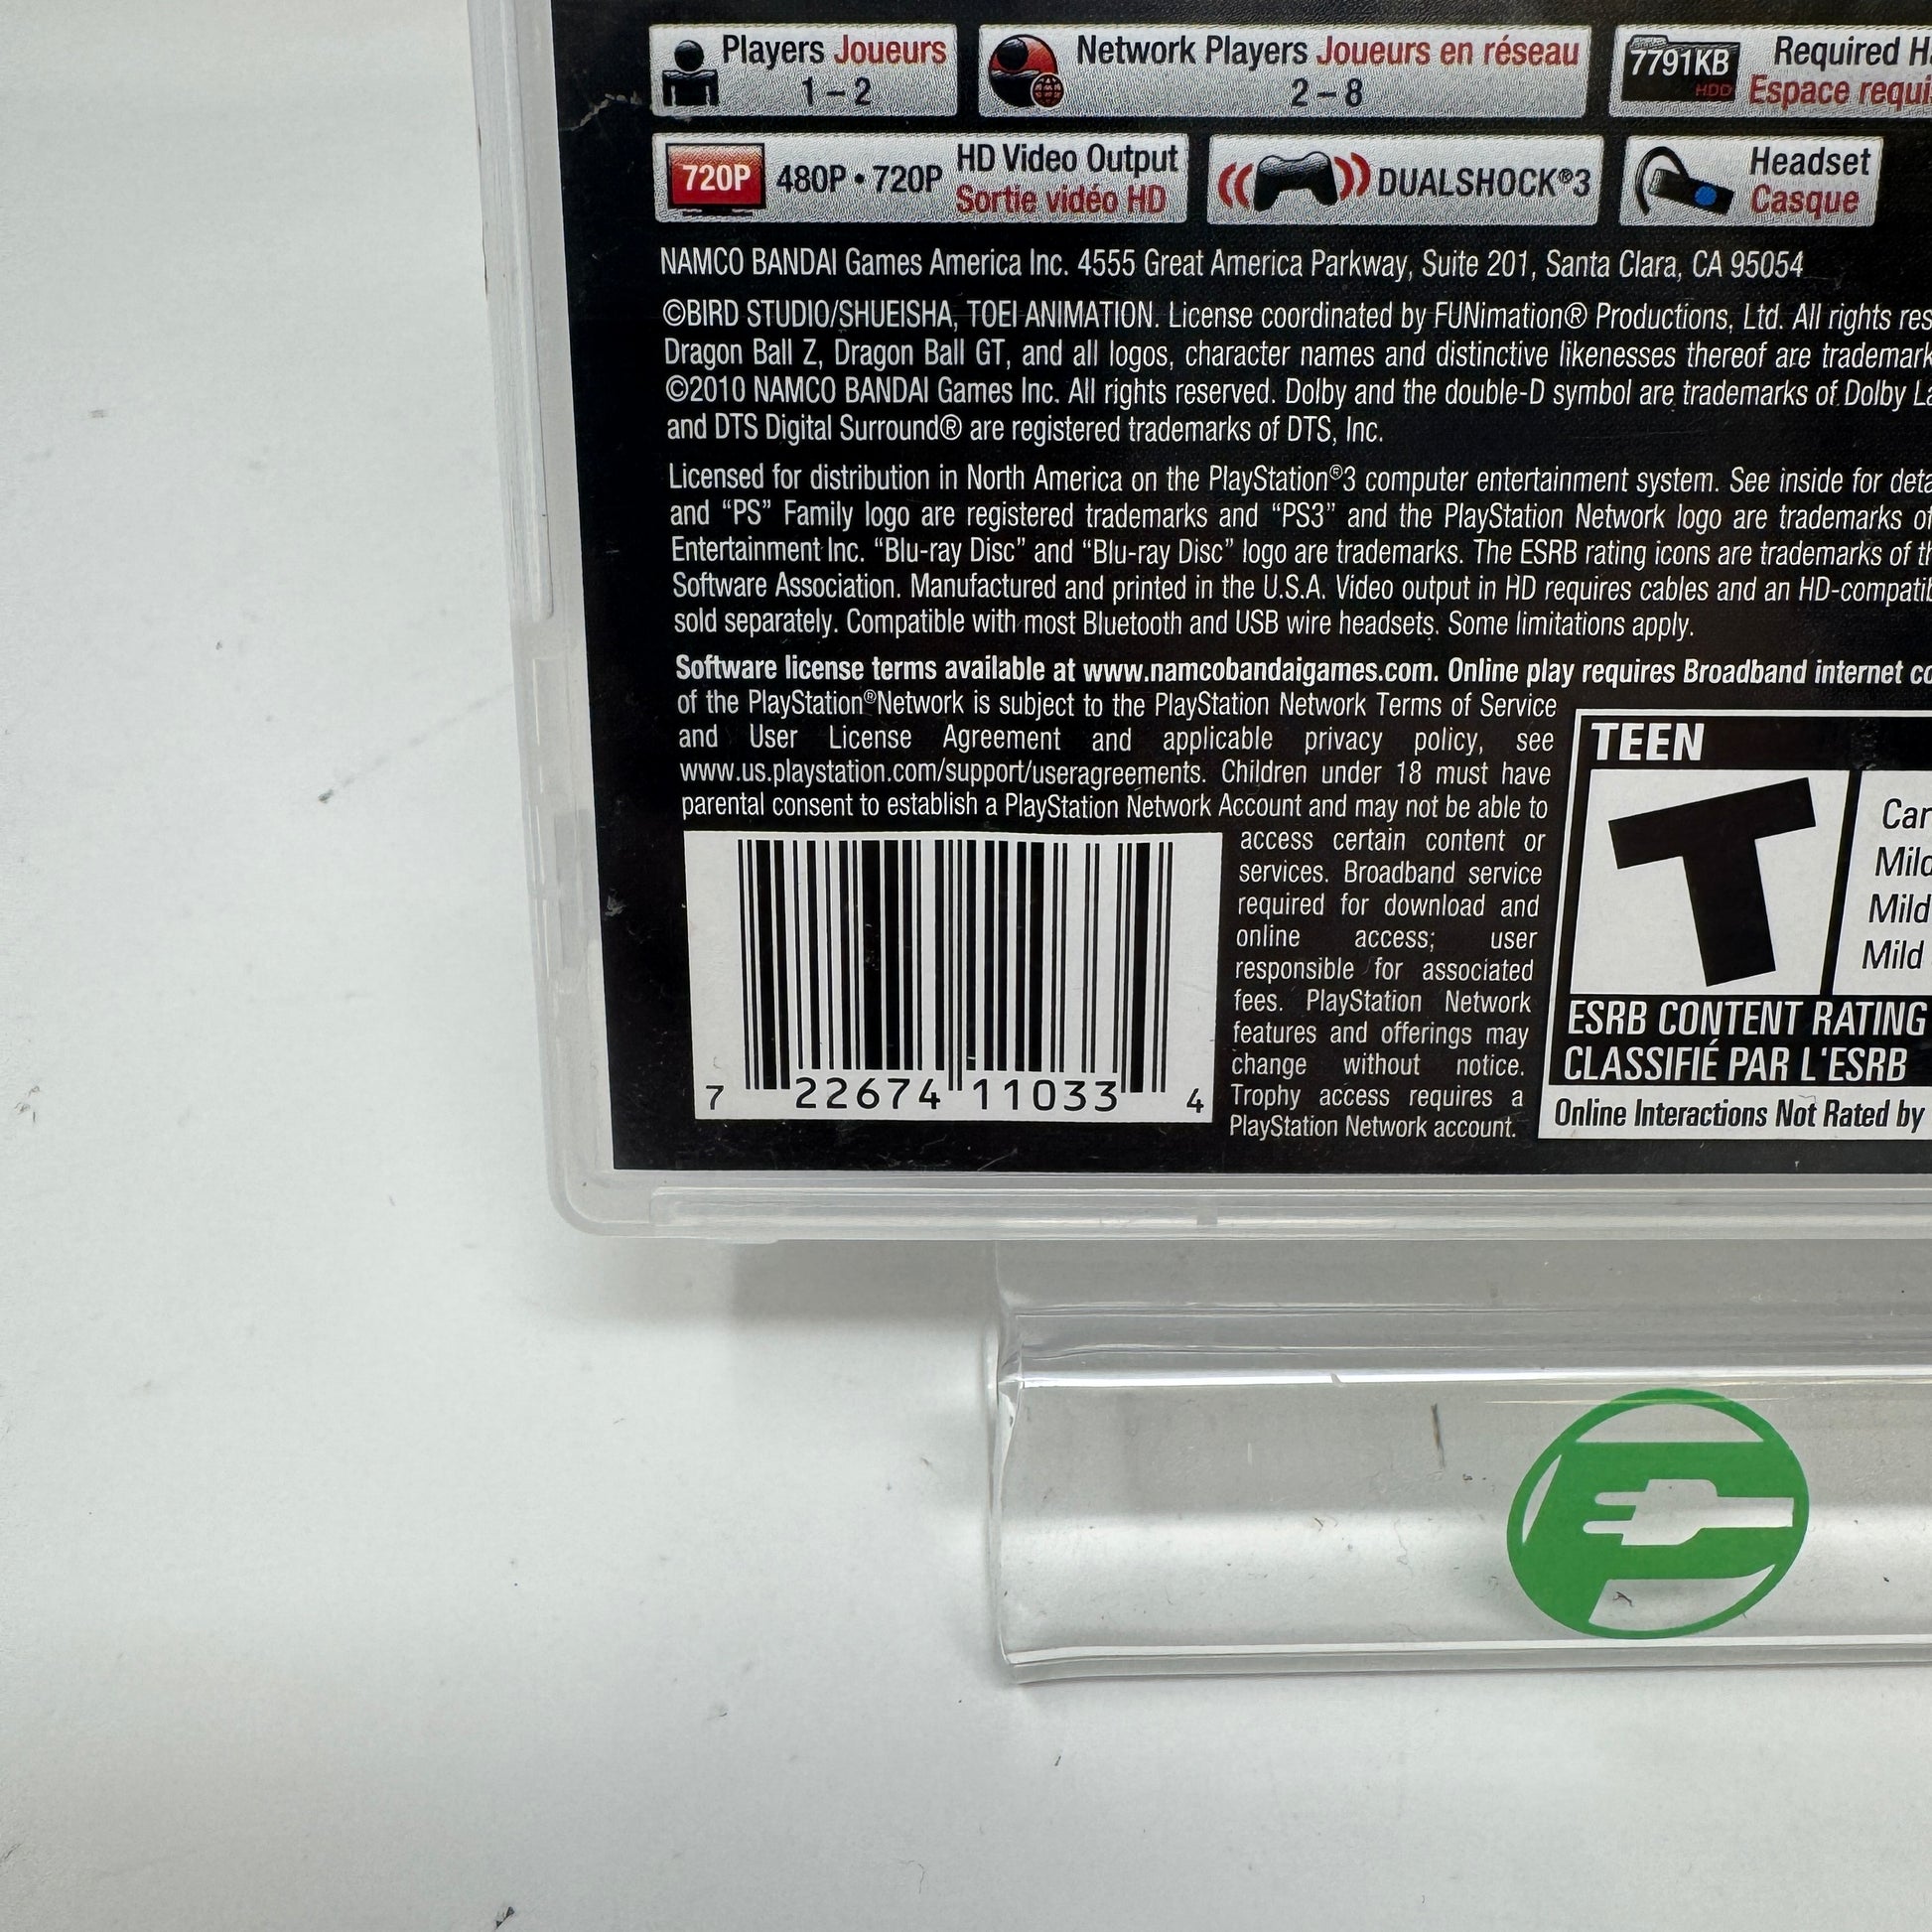 Players Joueurs
1 – 2
Network Players Joueurs en réseau
2 – 8
7791KB
HDD
Required
Espace
720P
480P • 720P
HD Video Output
Sortie vidéo HD
DUALSHOCK®3
Headset
Casque
NAMCO BANDAI Games America Inc. 4555 Great America Parkway, Suite 201, Santa Clara, CA 95054
©BIRD STUDIO/SHUEISHA, TOEI ANIMATION. License coordinated by FUNimation® Productions, Ltd. All rights
Dragon Ball Z, Dragon Ball GT, and all logos, character names and distinctive likenesses thereof are
©2010 NAMCO BANDAI Games Inc. All rights reserved. Dolby and the double-D symbol are trademarks of Dolby
and DTS Digital Surround® are registered trademarks of DTS, Inc.
Licensed for distribution in North America on the PlayStation®3 computer entertainment system. See inside for
and “PS” Family logo are registered trademarks and “PS3” and the PlayStation Network logo are trademarks of
Entertainment Inc. “Blu-ray Disc” and “Blu-ray Disc” logo are trademarks. The ESRB rating icons are trademarks of
Software Association. Manufactured and printed in the U.S.A. Video output in HD requires cables and an
sold separately. Compatible with most Bluetooth and USB wire headsets. Some limitations apply.
Software license terms available at www.namcobandaigames.com. Online play requires Broadband internet
of the PlayStation®Network is subject to the PlayStation Network Terms of Service
and User License Agreement and applicable privacy policy, see
www.us.playstation.com/support/useragreements. Children under 18 must have
parental consent to establish a PlayStation Network Account and may not be able to
access certain content or
services. Broadband service
required for download and
online access; user
responsible for associated
fees. PlayStation Network
features and offerings may
change without notice.
Trophy access requires a
PlayStation Network account.
7 22674 11033 4
TEEN
T
Mild
Mild
ESRB CONTENT RATING
CLASSIFIÉ PAR L'ESRB
Online Interactions Not Rated by